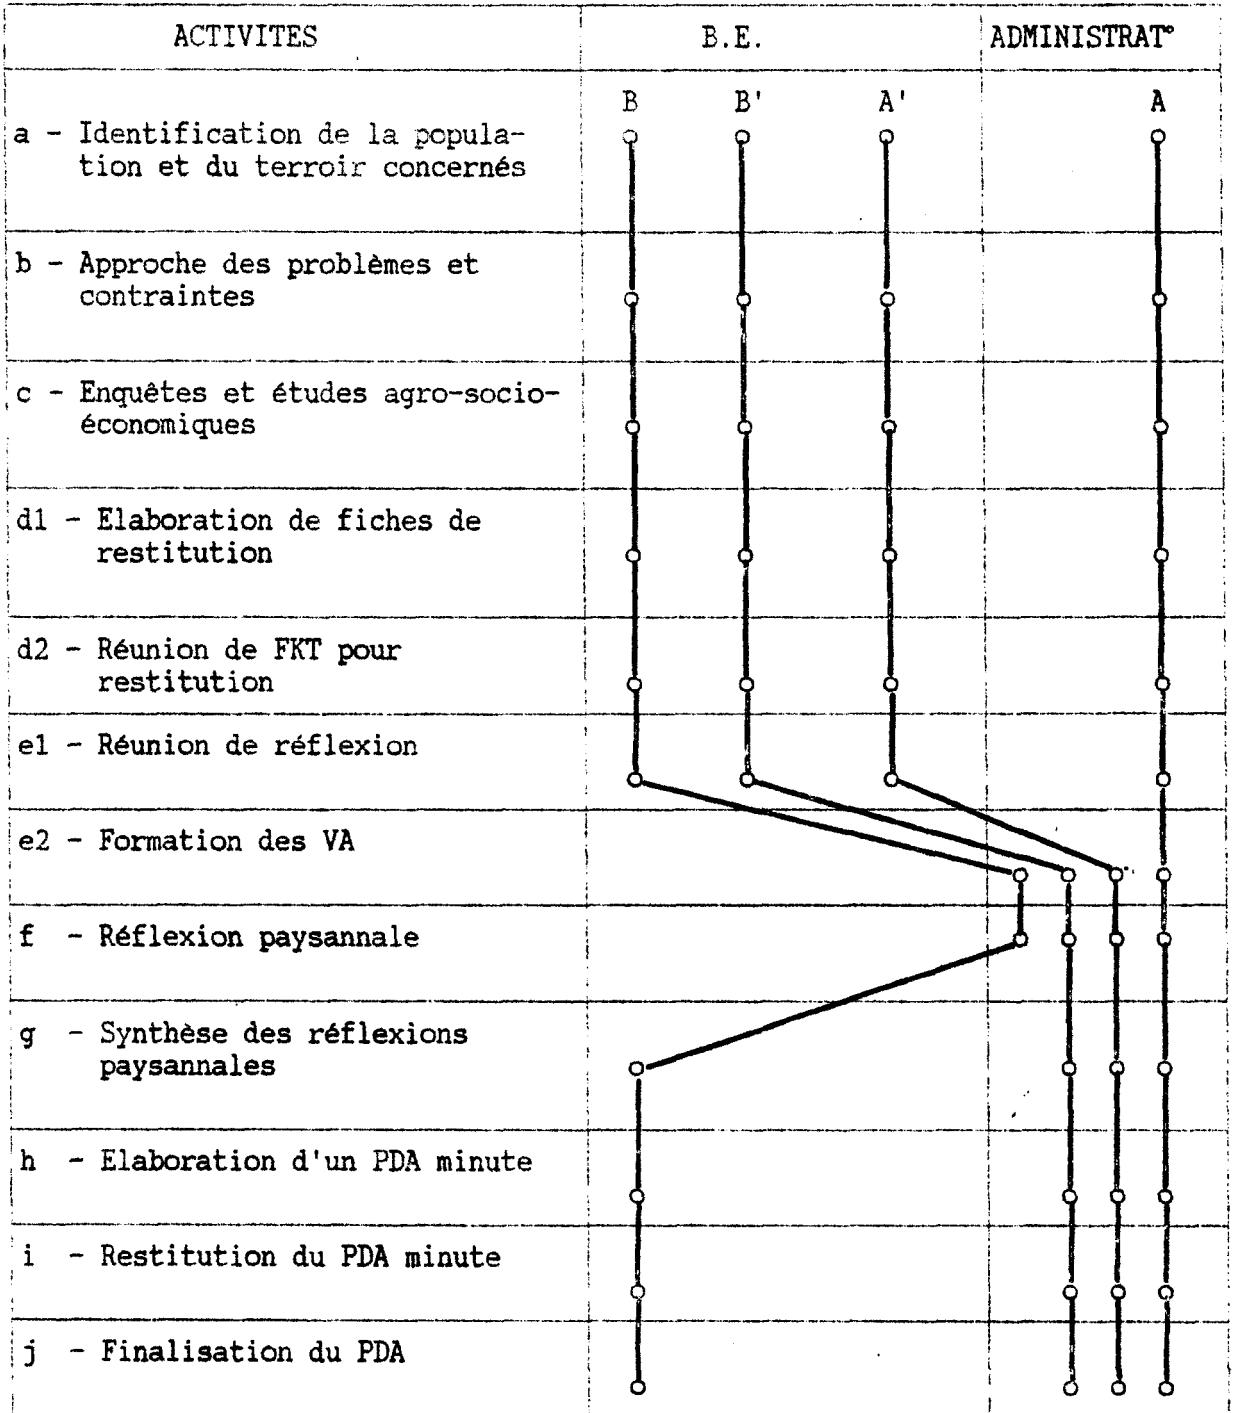 ACTIVITES B.E. ADMINISTRAT°
B B' A' A
a - Identification de la popula-
tion et du terroir concernés
b - Approche des problèmes et
contraintes
c - Enquêtes et études agro-socio-
économiques
d1 - Elaboration de fiches de
restitution
d2 - Réunion de FKT pour
restitution
e1 - Réunion de réflexion
e2 - Formation des VA
f - Réflexion paysannale
g - Synthèse des réflexions
paysannales
h - Elaboration d'un PDA minute
i - Restitution du PDA minute
j - Finalisation du PDA